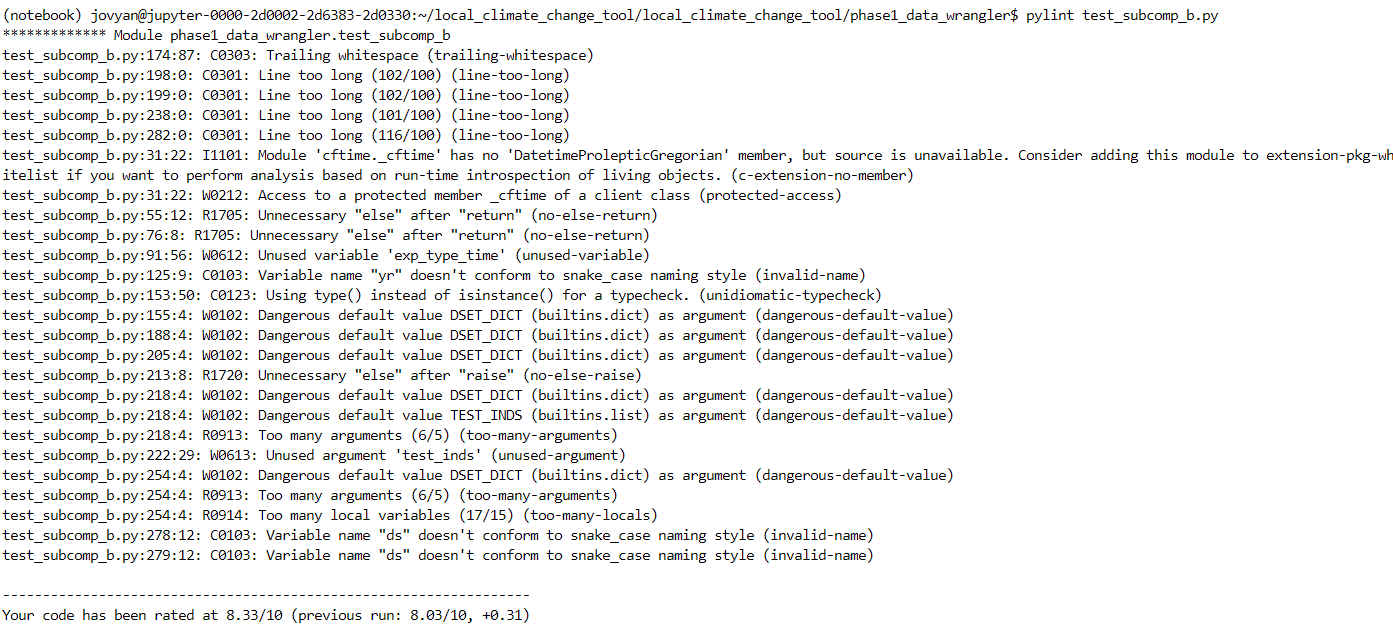 (notebook) jovyan@jupyter-0000-2d0002-2d6383-2d0330:~/local_climate_change_tool/local_climate_change_tool/phase1_data_wrangler$ pylint test_subcomp_b.py
************* Module phase1_data_wrangler.test_subcomp_b
test_subcomp_b.py:174:87: C0303: Trailing whitespace (trailing-whitespace)
test_subcomp_b.py:198:0: C0301: Line too long (102/100) (line-too-long)
test_subcomp_b.py:199:0: C0301: Line too long (102/100) (line-too-long)
test_subcomp_b.py:238:0: C0301: Line too long (101/100) (line-too-long)
test_subcomp_b.py:282:0: C0301: Line too long (116/100) (line-too-long)
test_subcomp_b.py:31:22: I1101: Module 'cftime._cftime' has no 'DatetimeProlepticGregorian' member, but source is unavailable. Consider adding this module to extension-pkg-wh
itelist if you want to perform analysis based on run-time introspection of living objects. (c-extension-no-member)
test_subcomp_b.py:31:22: W0212: Access to a protected member _cftime of a client class (protected-access)
test_subcomp_b.py:55:12: R1705: Unnecessary "else" after "return" (no-else-return)
test_subcomp_b.py:76:8: R1705: Unnecessary "else" after "return" (no-else-return)
test_subcomp_b.py:91:56: W0612: Unused variable 'exp_type_time' (unused-variable)
test_subcomp_b.py:125:9: C0103: Variable name "yr" doesn't conform to snake_case naming style (invalid-name)
test_subcomp_b.py:153:50: C0123: Using type() instead of isinstance() for a typecheck. (unidiomatic-typecheck)
test_subcomp_b.py:155:4: W0102: Dangerous default value DSET_DICT (builtins.dict) as argument (dangerous-default-value)
test_subcomp_b.py:188:4: W0102: Dangerous default value DSET_DICT (builtins.dict) as argument (dangerous-default-value)
test_subcomp_b.py:205:4: W0102: Dangerous default value DSET_DICT (builtins.dict) as argument (dangerous-default-value)
test_subcomp_b.py:213:8: R1720: Unnecessary "else" after "raise" (no-else-raise)
test_subcomp_b.py:218:4: W0102: Dangerous default value DSET_DICT (builtins.dict) as argument (dangerous-default-value)
test_subcomp_b.py:218:4: W0102: Dangerous default value TEST_INDS (builtins.list) as argument (dangerous-default-value)
test_subcomp_b.py:218:4: R0913: Too many arguments (6/5) (too-many-arguments)
test_subcomp_b.py:222:29: W0613: Unused argument 'test_inds' (unused-argument)
test_subcomp_b.py:254:4: W0102: Dangerous default value DSET_DICT (builtins.dict) as argument (dangerous-default-value)
test_subcomp_b.py:254:4: R0913: Too many arguments (6/5) (too-many-arguments)
test_subcomp_b.py:254:4: R0914: Too many local variables (17/15) (too-many-locals)
test_subcomp_b.py:278:12: C0103: Variable name "ds" doesn't conform to snake_case naming style (invalid-name)
test_subcomp_b.py:279:12: C0103: Variable name "ds" doesn't conform to snake_case naming style (invalid-name)
------------------------------------------------------------------
Your code has been rated at 8.33/10 (previous run: 8.03/10, +0.31)